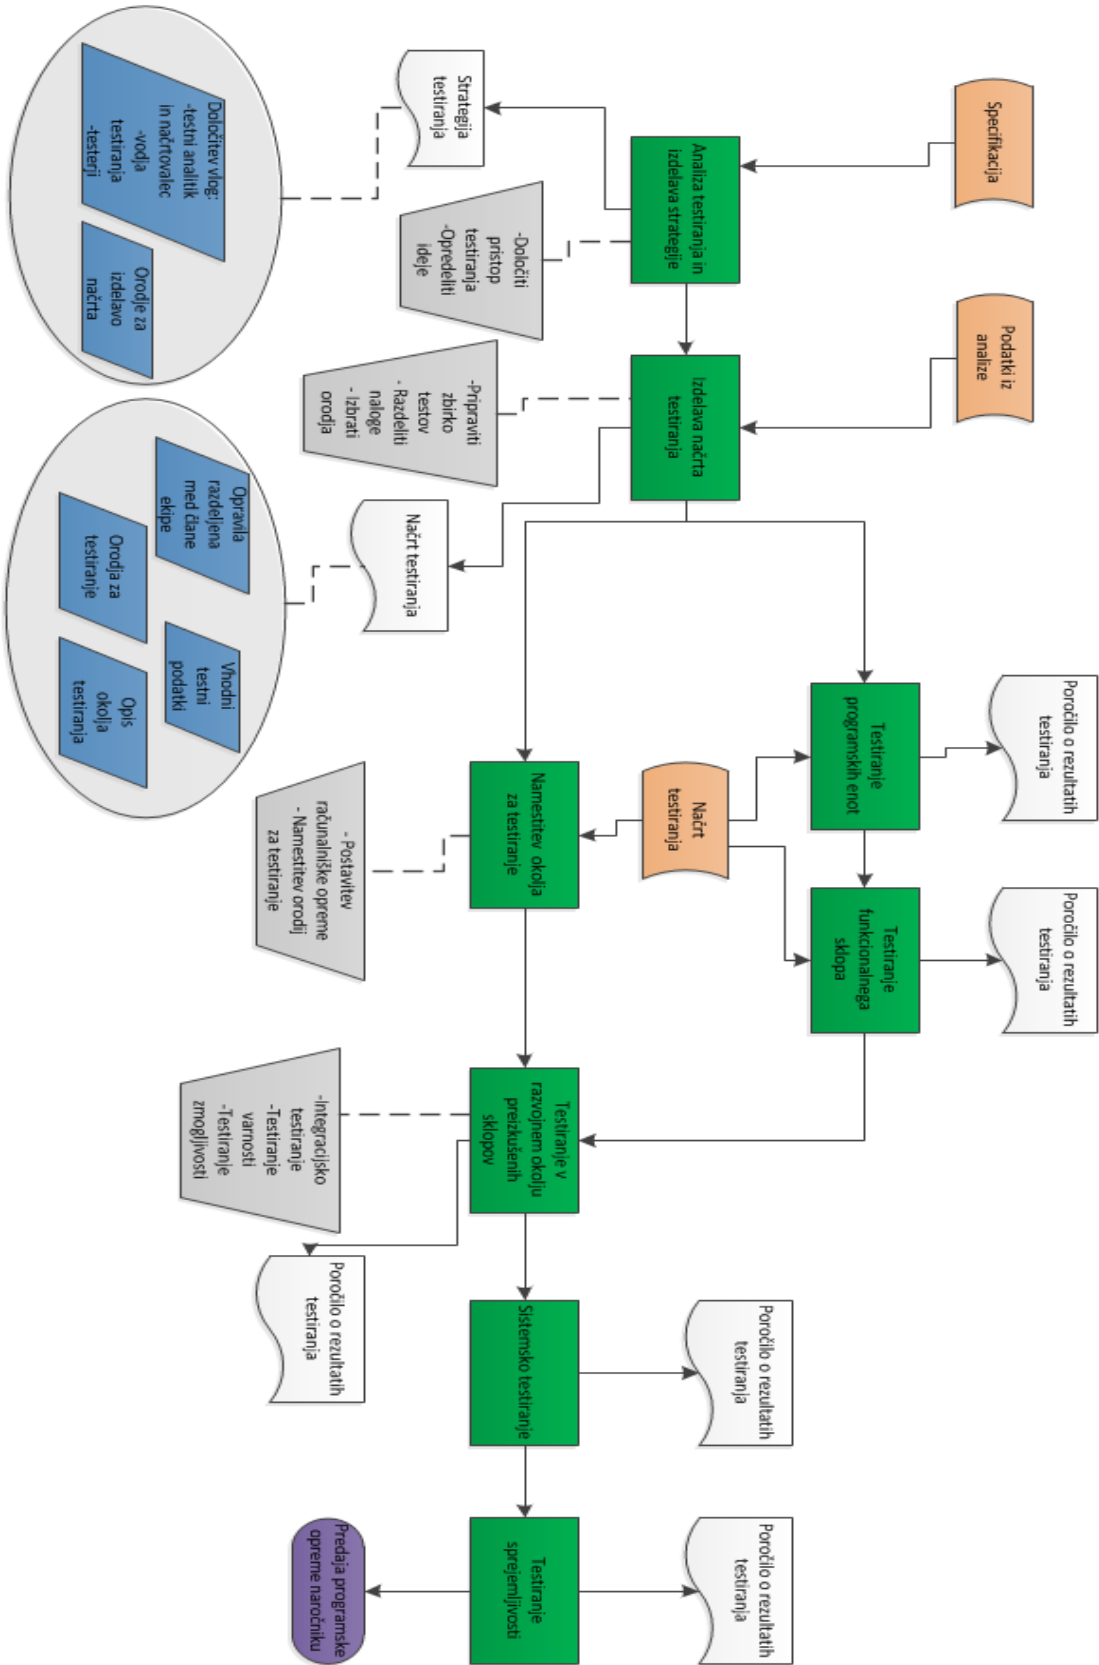 Specifikacija
Podatki iz
analize
Poročilo o rezultatih
testiranja
Poročilo o rezultatih
testiranja
Testiranje
programskih enot
Testiranje
funkcionalnega
sklopa
Analiza testiranja in
izdelava strategije
Izdelava načrta
testiranja
Načrt
testiranja
Poročilo o rezultatih
testiranja
Poročilo o rezultatih
testiranja
Strategija
testiranja
-Določiti
pristop
testiranja
-Opredeliti
ideje
-Pripraviti
zbirko
testov
- Razdeliti
naloge
- Izbrati
orodja
Načrt testiranja
Namestitev okolja
za testiranje
Testiranje v
razvojnem okolju
preizkušenih
sklopov
Sistemsko testiranje
Testiranje
sprejemljivosti
- Postavitev
računalniške opreme
- Namestitev orodij
za testiranje
-Integracijsko
testiranje
-Testiranje
varnosti
-Testiranje
zmogljivosti
Poročilo o rezultatih
testiranja
Predaja programske
opreme naročniku
Določitev vlog:
-testni analitik
in načrtovalec
-vodja
testiranja
-testerji
Orodje za
izdelavo
načrta
Opravila
razdeljena
med člane
ekipe
Vhodni
testni
podatki
Orodja za
testiranje
Opis
okolja
testiranja